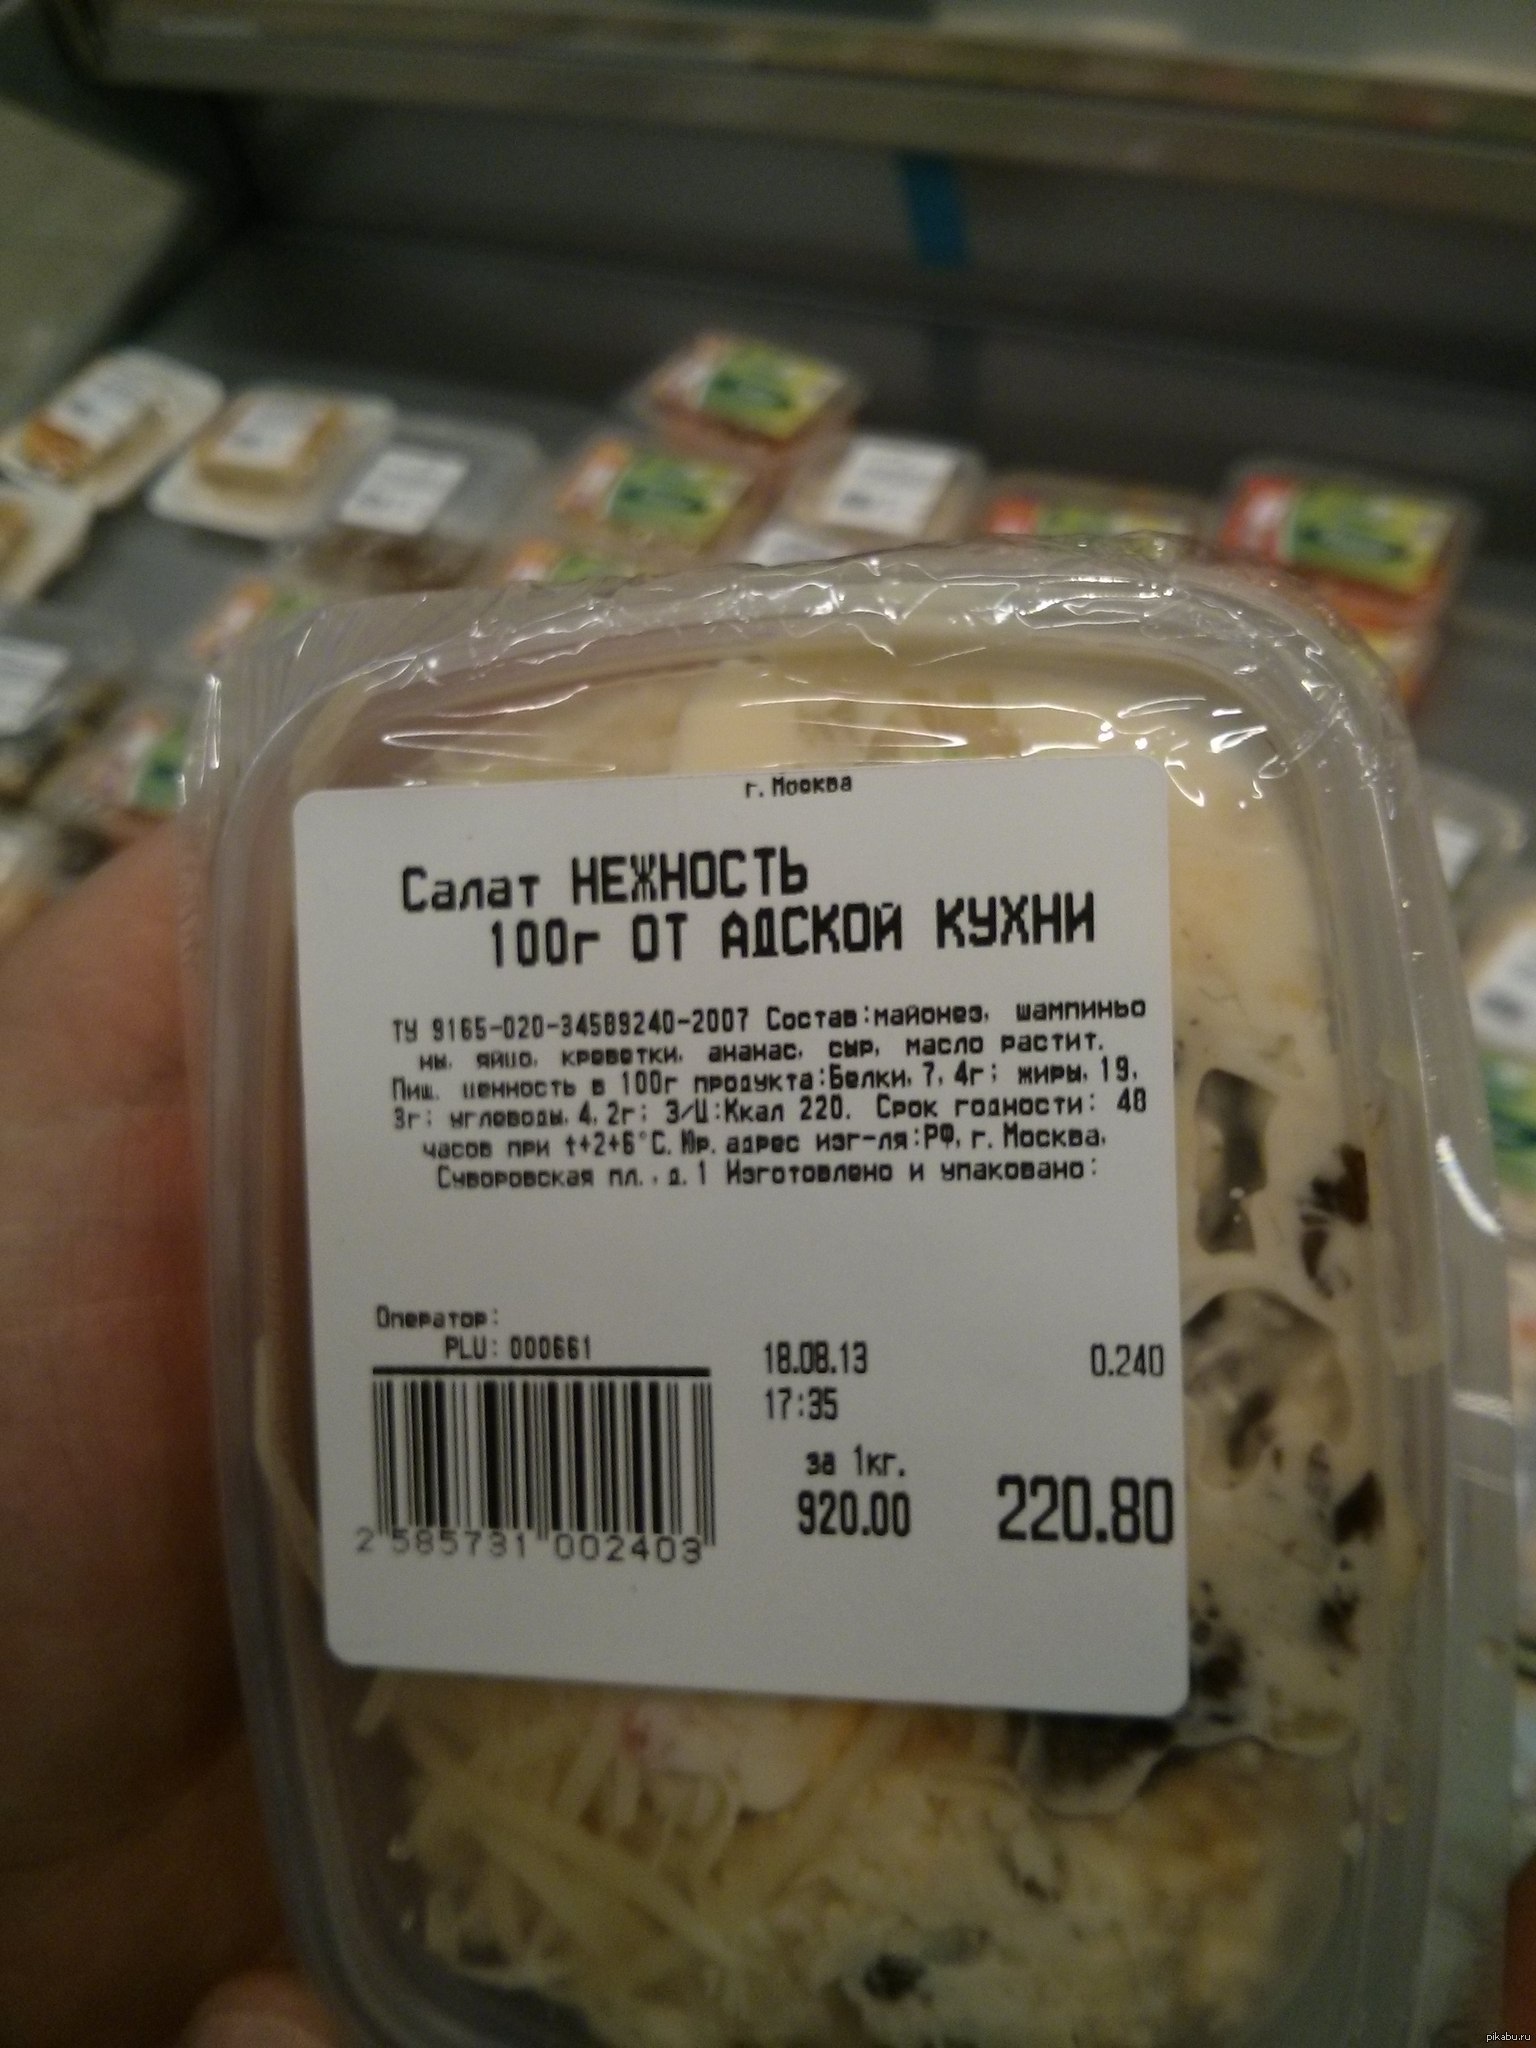 г. Москва
Салат НЕЖНОСТЬ
100г ОТ АДСКОЙ КУХНИ
ТУ 9165-020-34589240-2007 Состав:майонез, шампиньо
ны, яйцо, креветки, ананас, сыр, масло растит.
Пищ. ценность в 100г продукта:Белки, 7, 4г; жиры, 19,
3г; углеводы, 4, 2г; Э/Ц:Ккал 220. Срок годности: 48
часов при t+2+6°C. Юр. адрес изг-ля:РФ, г. Москва,
Суворовская пл., д. 1 Изготовлено и упаковано:
Оператор:
PLU: 000661
18.08.13
0.240
17:35
за 1кг.
920.00
220.80
2 585731 002403
pikabu.ru